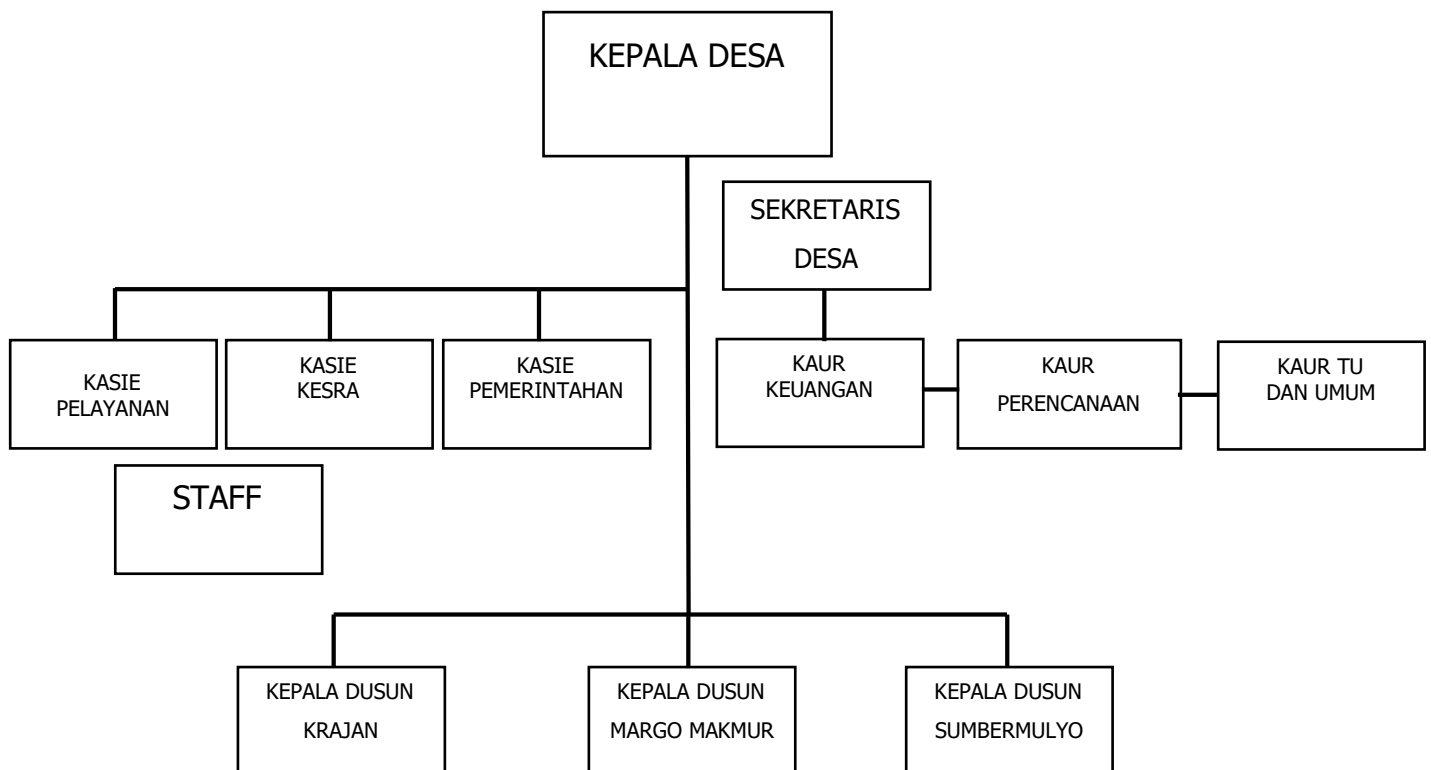 KEPALA DESA
SEKRETARIS
DESA
KASIE
PELAYANAN
KASIE
KESRA
KASIE
PEMERINTAHAN
KAUR
KEUANGAN
KAUR
PERENCANAAN
KAUR TU
DAN UMUM
STAFF
KEPALA DUSUN
KRAJAN
KEPALA DUSUN
MARGO MAKMUR
KEPALA DUSUN
SUMBERMULYO